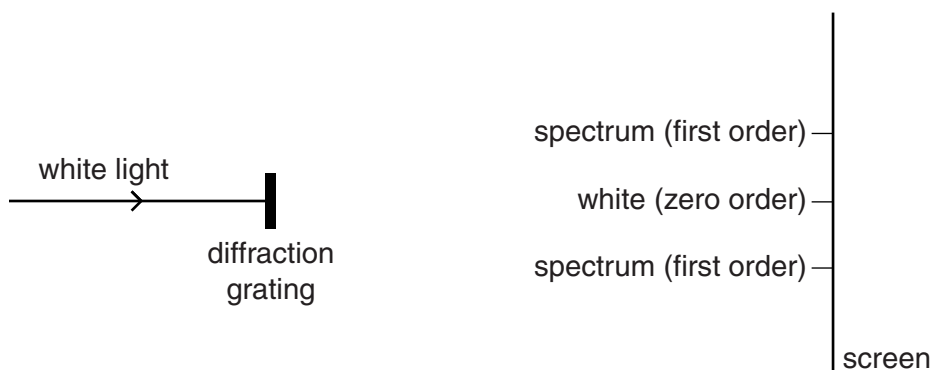 spectrum (first order)
white light
white (zero order)
diffraction
grating
spectrum (first order)
screen